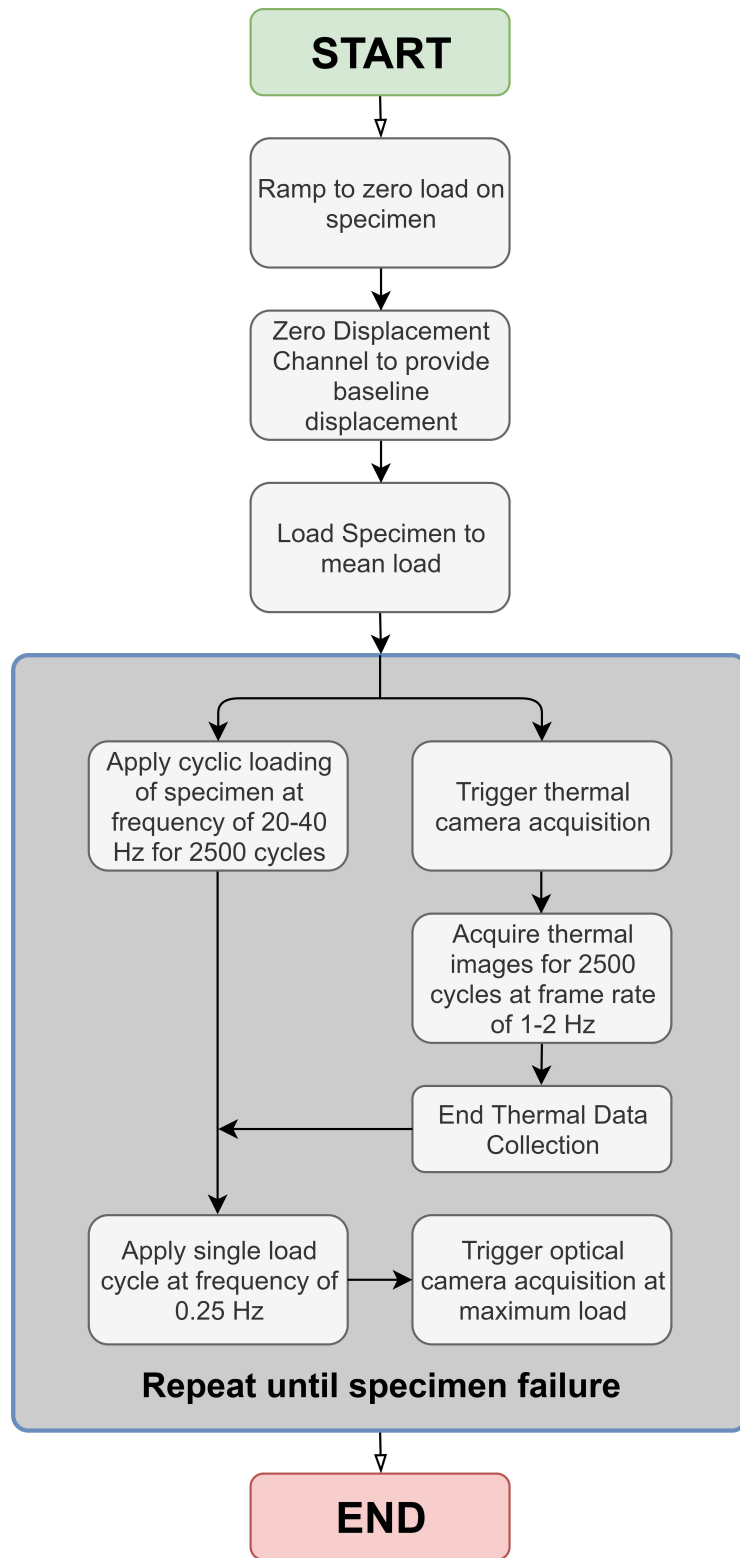 START
Ramp to zero load on
specimen
Zero Displacement
Channel to provide
baseline
displacement
Load Specimen to
mean load
Apply cyclic loading
of specimen at
frequency of 20-40
Hz for 2500 cycles
Trigger thermal
camera acquisition
Acquire thermal
images for 2500
cycles at frame rate
of 1-2 Hz
End Thermal Data
Collection
Apply single load
cycle at frequency of
0.25 Hz
Trigger optical
camera acquisition at
maximum load
Repeat until specimen failure
END